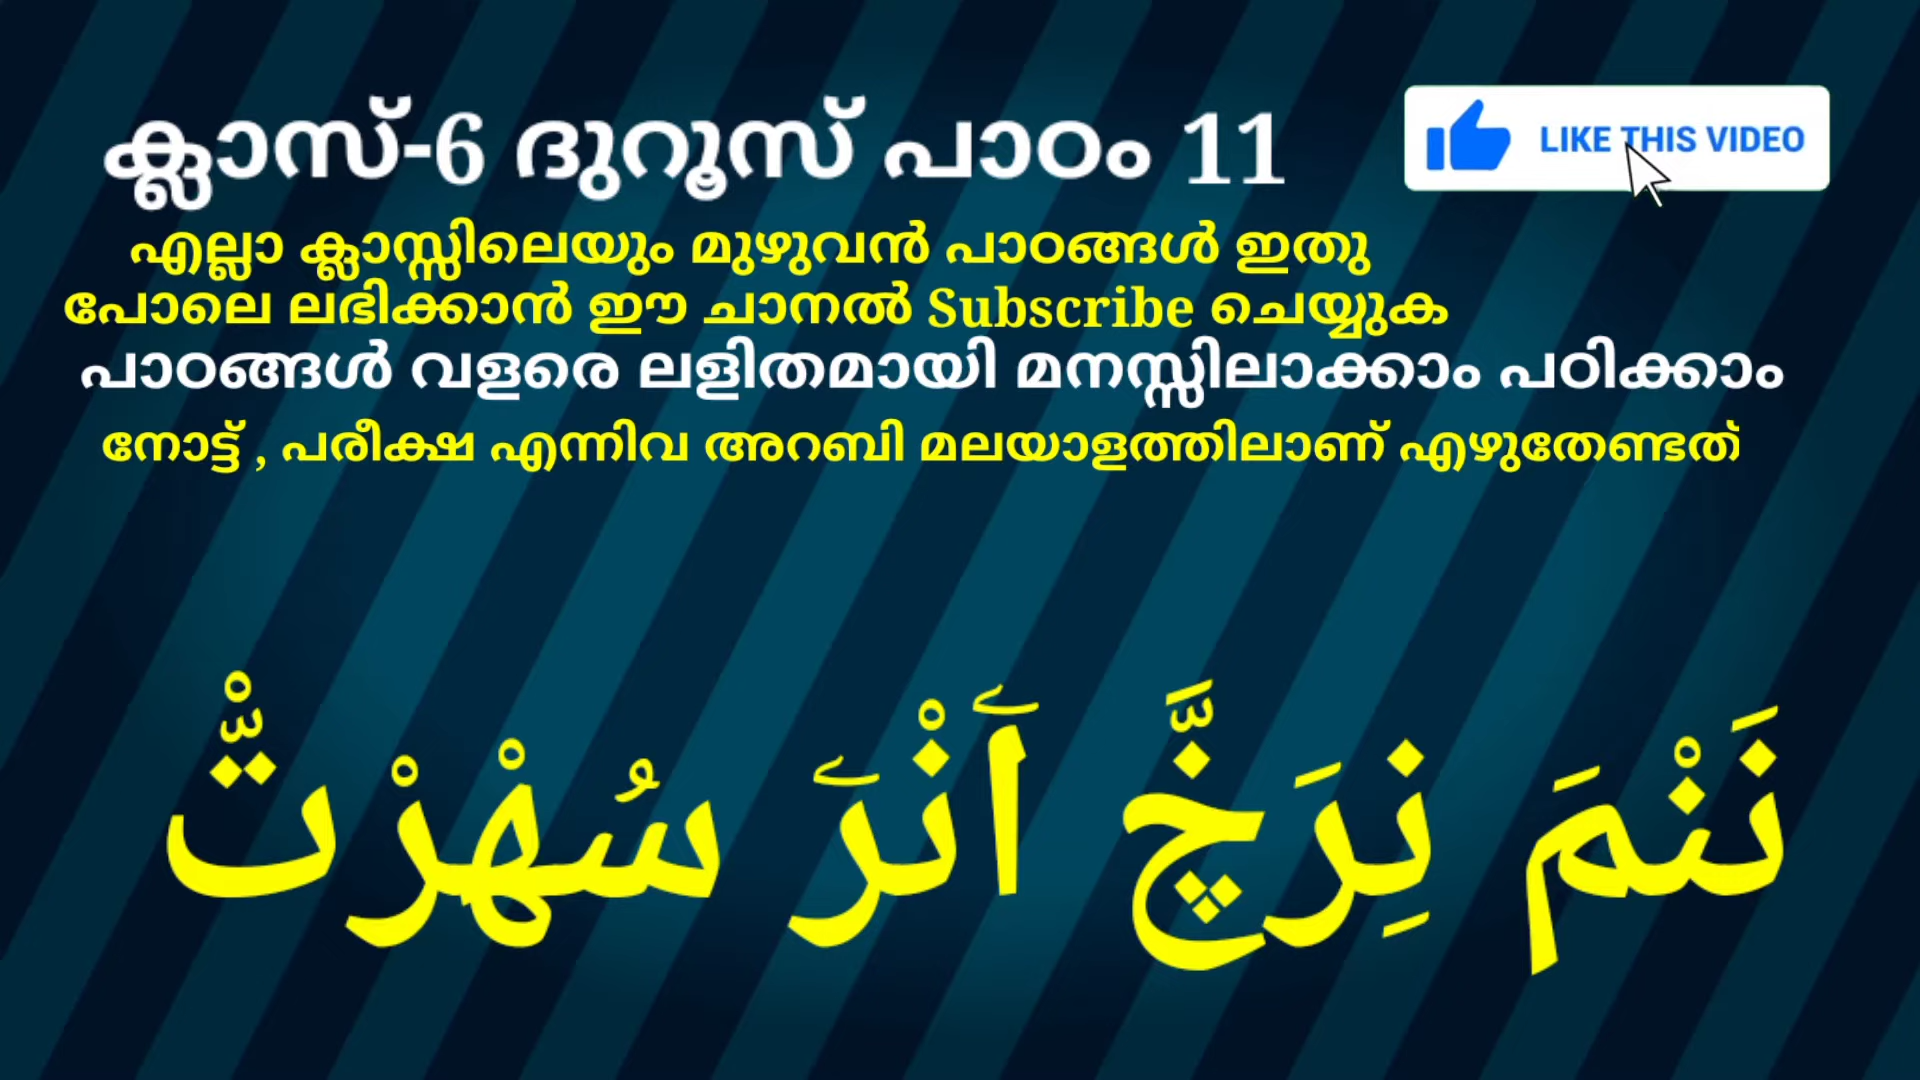 ക്ലാസ്-6 ദുറൂസ് പാഠം 11
LIKE THIS VIDEO
എല്ലാ ക്ലാസ്സിലെയും മുഴുവൻ പാഠങ്ങൾ ഇതു
പോലെ ലഭിക്കാൻ ഈ ചാനൽ Subscribe ചെയ്യുക
പാഠങ്ങൾ വളരെ ലളിതമായി മനസ്സിലാക്കാം പഠിക്കാം
നോട്ട് , പരീക്ഷ എന്നിവ അറബി മലയാളത്തിലാണ് എഴുതേണ്ടത്
نَنْمَ نِرَڿَّ أٓنْرَ سُهْرْتّْ